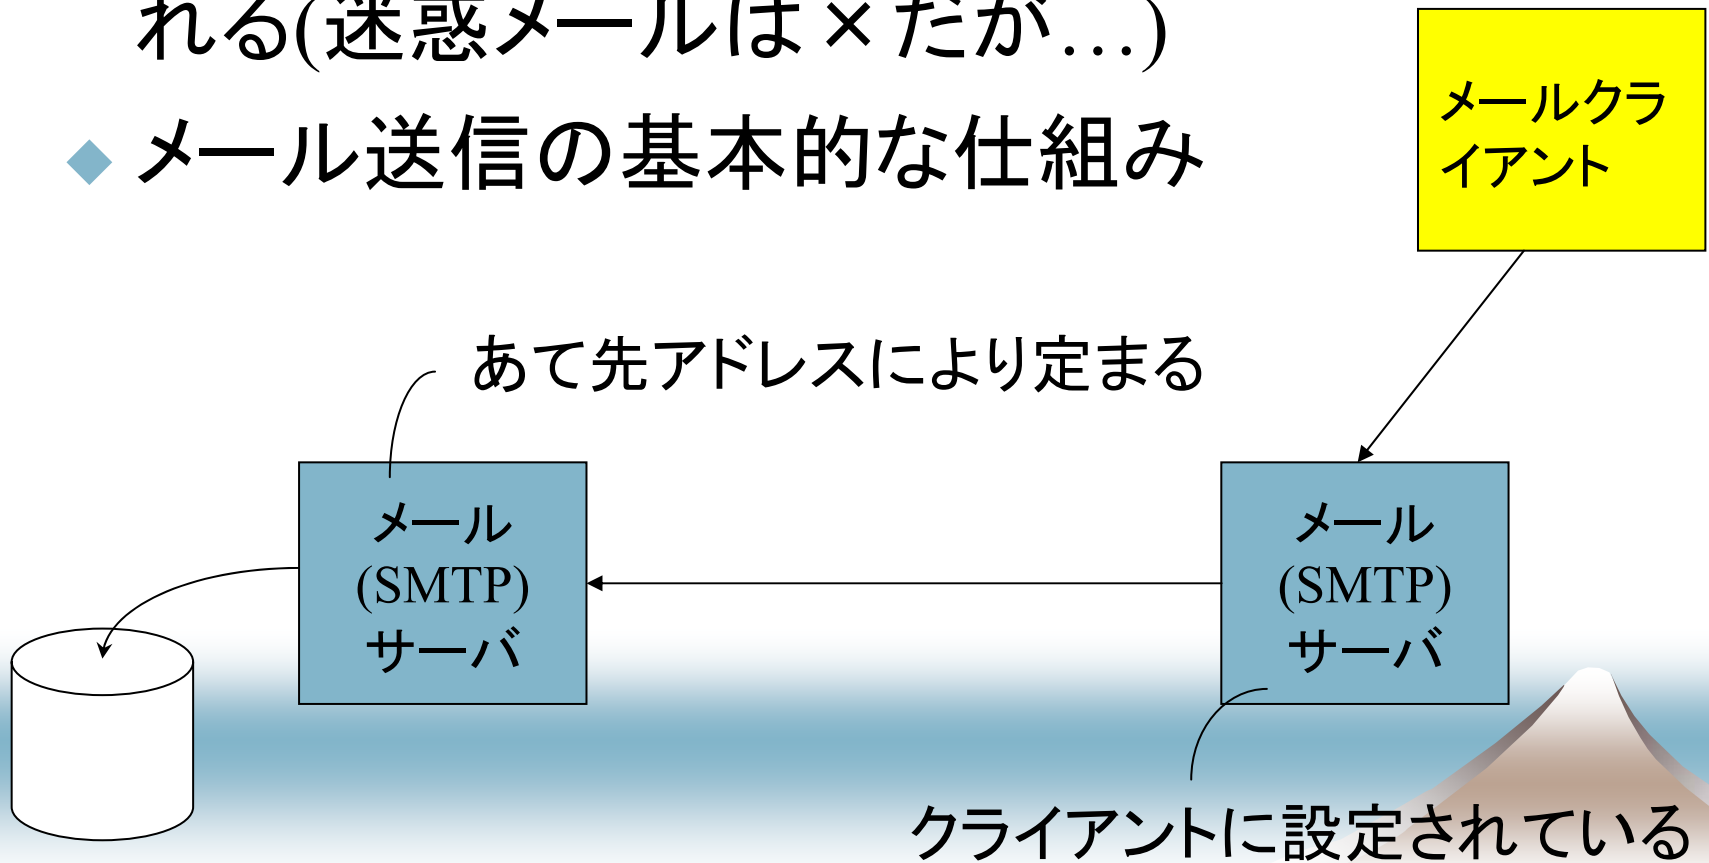 れる(迷惑メールは×だが…)
メール送信の基本的な仕組み
メールクラ
イアント
あて先アドレスにより定まる
メール
(SMTP)
サーバ
メール
(SMTP)
サーバ
クライアントに設定されている